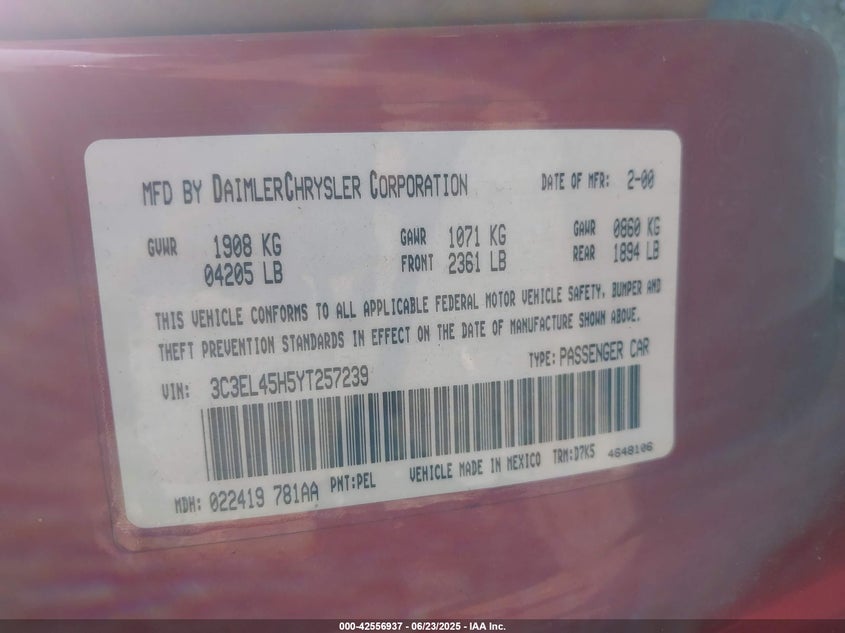 MFD BY DAIMLERCHRYSLER CORPORATION DATE OF MFR: 2-00
GVWR 1908 KG GAWR 1071 KG GAWR 0860 KG
04205 LB FRONT 2361 LB REAR 1894 LB
THIS VEHICLE CONFORMS TO ALL APPLICABLE FEDERAL MOTOR VEHICLE SAFETY, BUMPER AND
THEFT PREVENTION STANDARDS IN EFFECT ON THE DATE OF MANUFACTURE SHOWN ABOVE.
VIN: 3C3EL45H5YT257239 TYPE: PASSENGER CAR
MDH: 022419 781AA PNT:PEL VEHICLE MADE IN MEXICO TRM:D7K5 4648106
000-42556937 - 06/23/2025 - IAA Inc.